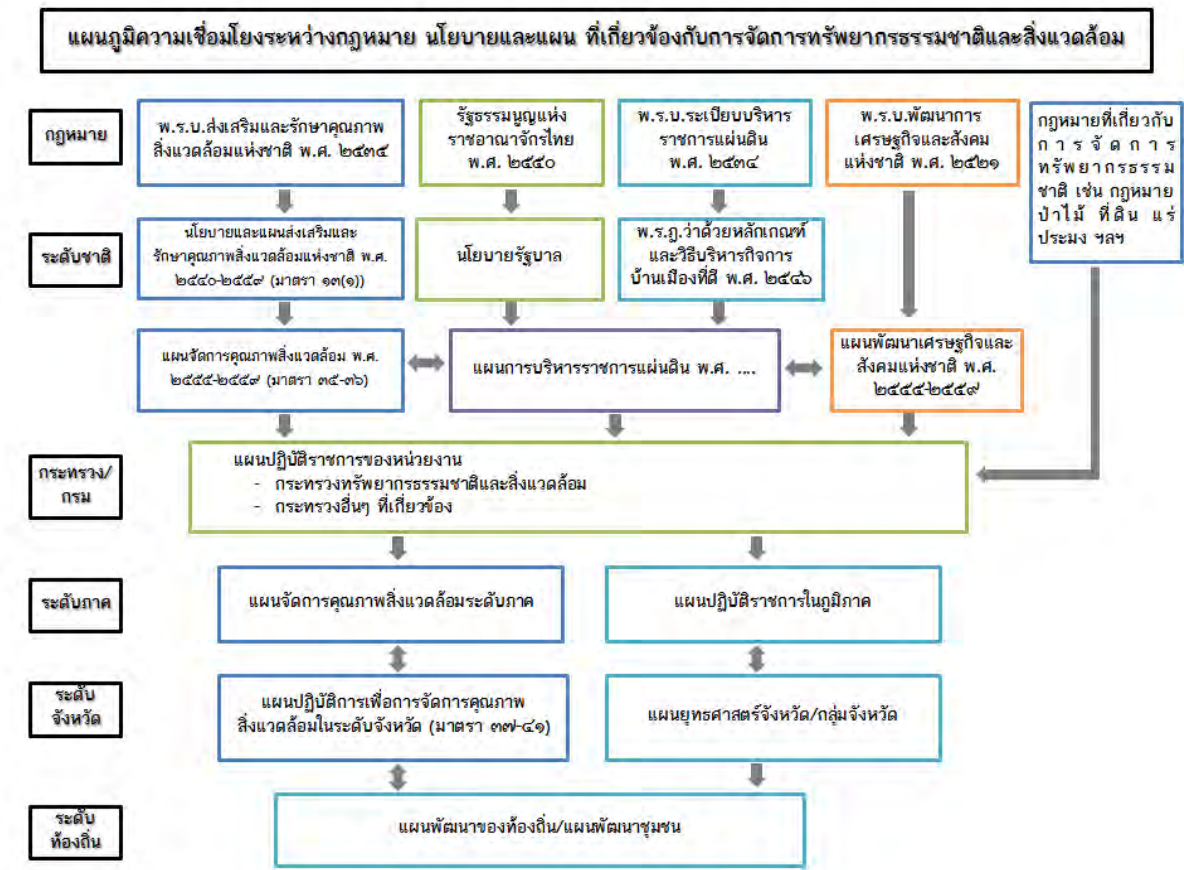 แผนภูมิความเชื่อมโยงระหว่างกฎหมาย นโยบายและแผน ที่เกี่ยวข้องกับการจัดการทรัพยากรธรรมชาติและสิ่งแวดล้อม
กฎหมาย
พ.ร.บ.ส่งเสริมและรักษาคุณภาพ
สิ่งแวดล้อมแห่งชาติ พ.ศ. ๒๕๓๕
รัฐธรรมนูญแห่ง
ราชอาณาจักรไทย
พ.ศ. ๒๕๕๐
พ.ร.บ.ระเบียบบริหาร
ราชการแผ่นดิน
พ.ศ. ๒๕๓๔
พ.ร.บ.พัฒนาการ
เศรษฐกิจและสังคม
แห่งชาติ พ.ศ. ๒๕๒๑
กฎหมายที่เกี่ยวกับ
การจัดการ
ทรัพยากรธรรม
ชาติ เช่น กฎหมาย
ป่าไม้ ที่ดิน แร่
ประมง ฯลฯ
ระดับชาติ
นโยบายและแผนส่งเสริมและ
รักษาคุณภาพสิ่งแวดล้อมแห่งชาติ พ.ศ.
๒๕๔๐-๒๕๕๙ (มาตรา ๑๓(๑))
นโยบายรัฐบาล
พ.ร.ฎ.ว่าด้วยหลักเกณฑ์
และวิธีบริหารกิจการ
บ้านเมืองที่ดี พ.ศ. ๒๕๔๖
แผนจัดการคุณภาพสิ่งแวดล้อม พ.ศ.
๒๕๕๕-๒๕๕๙ (มาตรา ๓๕-๓๖)
แผนการบริหารราชการแผ่นดิน พ.ศ. ....
แผนพัฒนาเศรษฐกิจและ
สังคมแห่งชาติ พ.ศ.
๒๕๕๕-๒๕๕๙
กระทรวง/
กรม
แผนปฏิบัติราชการของหน่วยงาน
- กระทรวงทรัพยากรธรรมชาติและสิ่งแวดล้อม
- กระทรวงอื่นๆ ที่เกี่ยวข้อง
ระดับภาค
แผนจัดการคุณภาพสิ่งแวดล้อมระดับภาค
แผนปฏิบัติราชการในภูมิภาค
ระดับ
จังหวัด
แผนปฏิบัติการเพื่อการจัดการคุณภาพ
สิ่งแวดล้อมในระดับจังหวัด (มาตรา ๓๗-๔๑)
แผนยุทธศาสตร์จังหวัด/กลุ่มจังหวัด
ระดับ
ท้องถิ่น
แผนพัฒนาของท้องถิ่น/แผนพัฒนาชุมชน